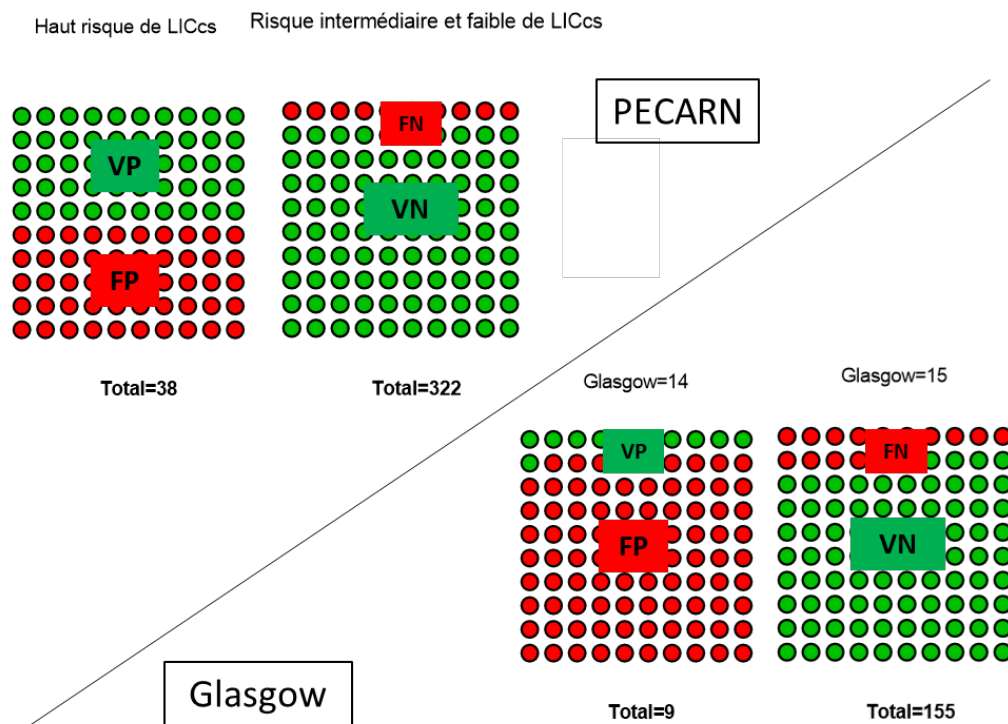 Haut risque de LICcs
Risque intermédiaire et faible de LICcs
PECARN
VP
FN
VN
FP
Total=38
Total=322
Glasgow=14
Glasgow=15
VP
FN
FP
VN
Glasgow
Total=9
Total=155